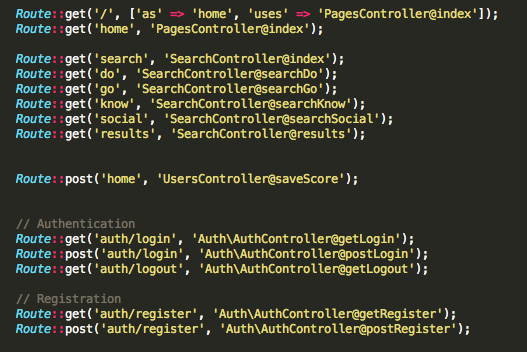 Route::get('/', ['as' => 'home', 'uses' => 'PagesController@index']);
Route::get('home', 'PagesController@index');
Route::get('search', 'SearchController@index');
Route::get('do', 'SearchController@searchDo');
Route::get('go', 'SearchController@searchGo');
Route::get('know', 'SearchController@searchKnow');
Route::get('social', 'SearchController@searchSocial');
Route::get('results', 'SearchController@results');
Route::post('home', 'UsersController@saveScore');
// Authentication
Route::get('auth/login', 'Auth\AuthController@getLogin');
Route::post('auth/login', 'Auth\AuthController@postLogin');
Route::get('auth/logout', 'Auth\AuthController@getLogout');
// Registration
Route::get('auth/register', 'Auth\AuthController@getRegister');
Route::post('auth/register', 'Auth\AuthController@postRegister');